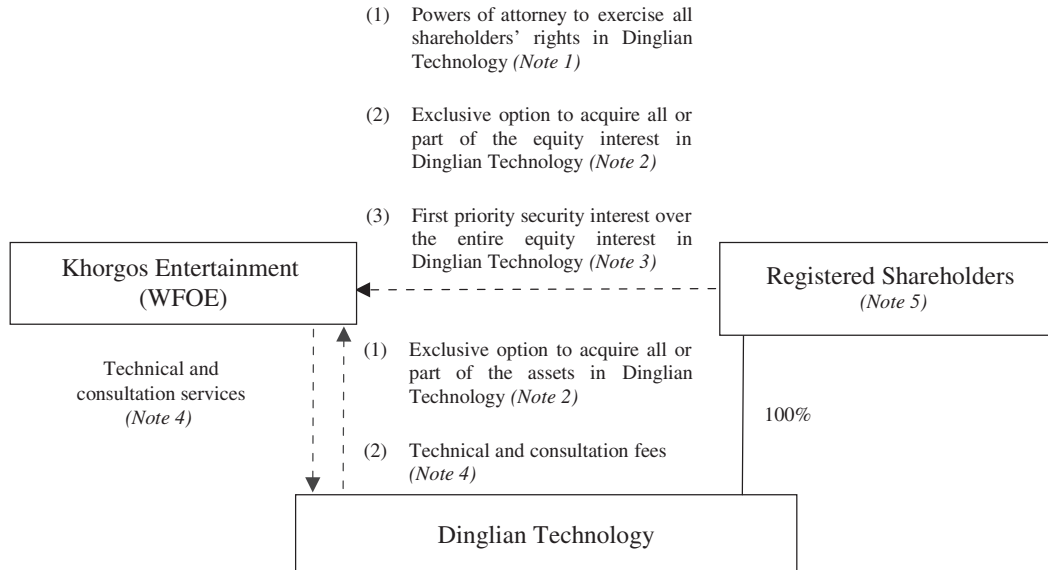 (1) Powers of attorney to exercise all
shareholders’ rights in Dinglian
Technology (Note 1)
(2) Exclusive option to acquire all or
part of the equity interest in
Dinglian Technology (Note 2)
(3) First priority security interest over
the entire equity interest in
Dinglian Technology (Note 3)
Khorgos Entertainment
(WFOE)
Registered Shareholders
(Note 5)
Technical and
consultation services
(Note 4)
(1) Exclusive option to acquire all or
part of the assets in Dinglian
Technology (Note 2)
(2) Technical and consultation fees
(Note 4)
100%
Dinglian Technology